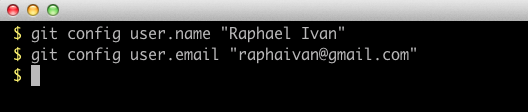 $ git config user.name "Raphael Ivan"
$ git config user.email "raphaivan@gmail.com"
$